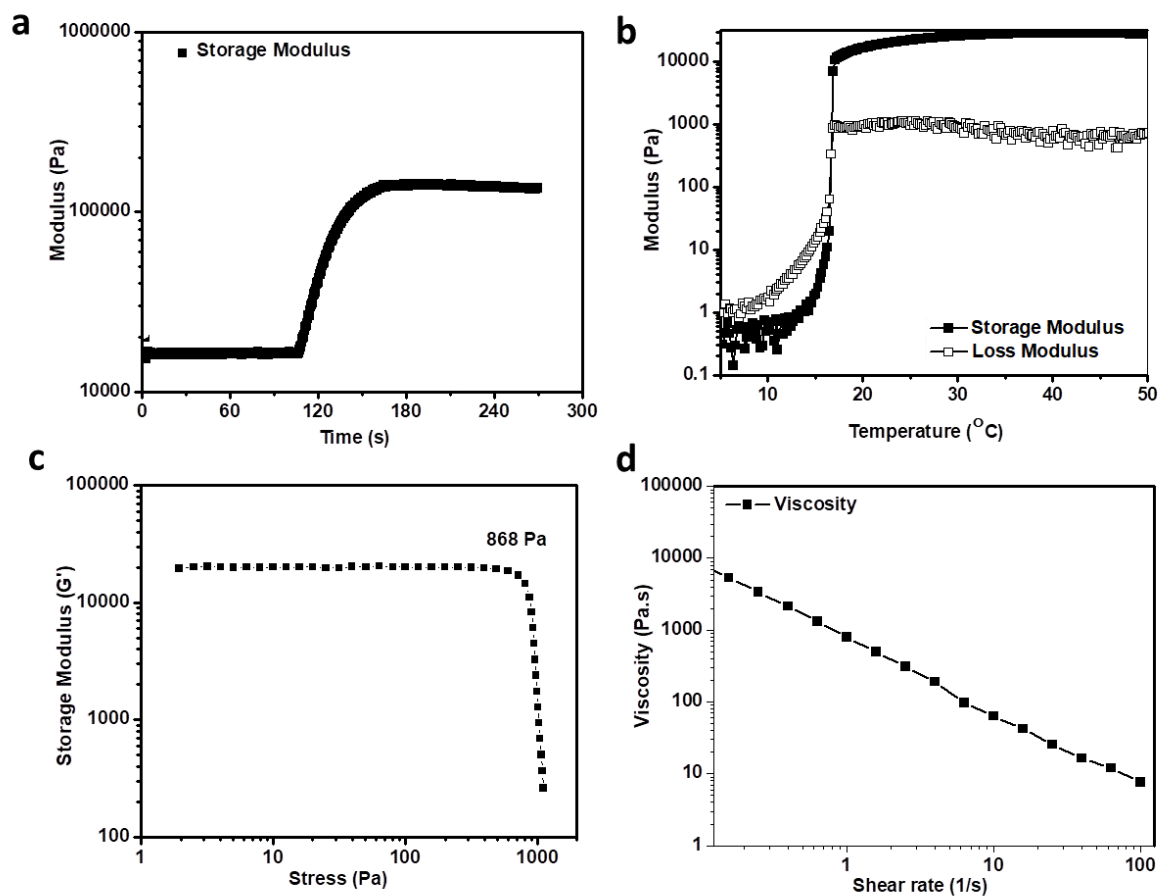 a
1000000
100000
10000
Modulus (Pa)
Storage Modulus
0 60 120 180 240 300
Time (s)
b
10000
1000
100
10
1
0.1
Modulus (Pa)
Storage Modulus
Loss Modulus
10 20 30 40 50
Temperature (OC)
c
100000
10000
1000
100
Storage Modulus (G')
868 Pa
1 10 100 1000
Stress (Pa)
d
100000
10000
1000
100
10
1
Viscosity (Pa.s)
Viscosity
1 10 100
Shear rate (1/s)